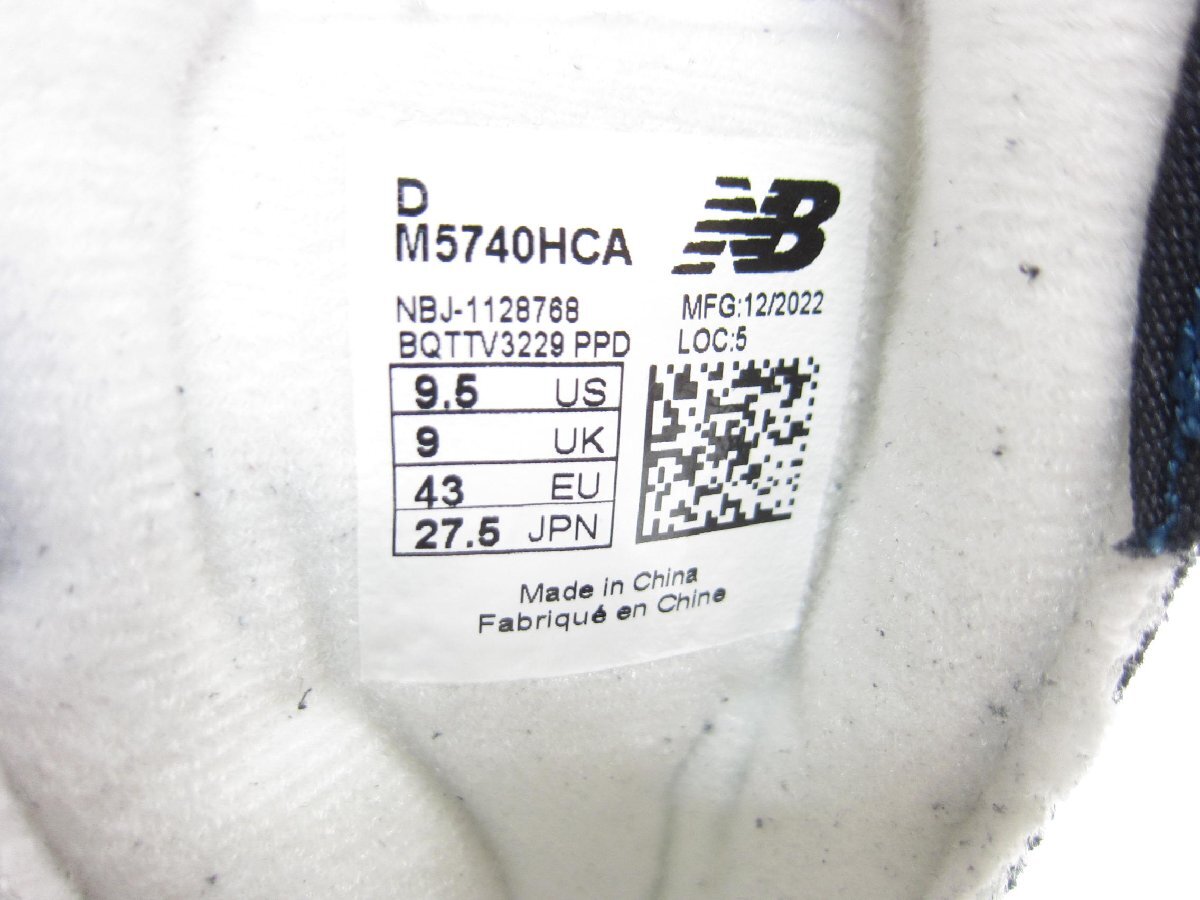 D
M5740HCA
NB
NBJ-1128768
MFG:12/2022
BQTTV3229 PPD
LOC:5
9.5 US
9 UK
43 EU
27.5 JPN
Made in China
Fabriqué en Chine